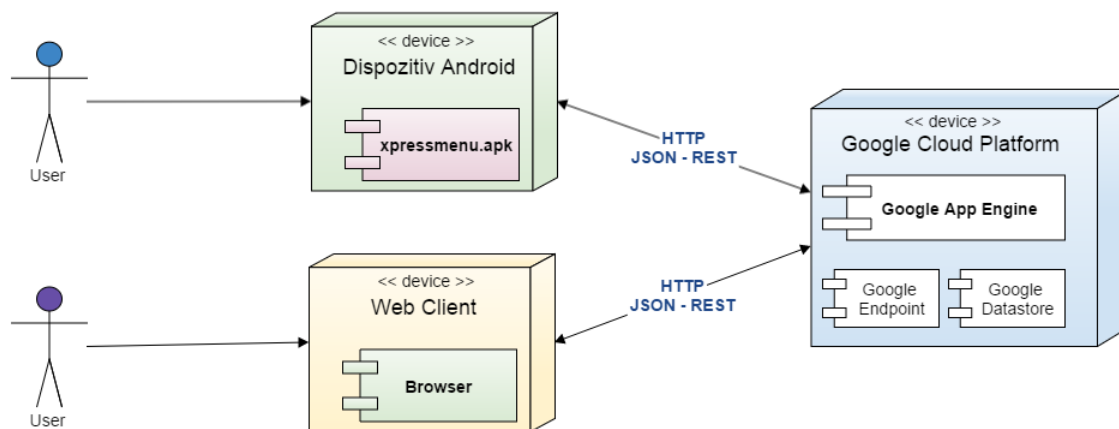 << device >>
Dispozitiv Android
xpressmenu.apk
User
HTTP
JSON - REST
<< device >>
Google Cloud Platform
Google App Engine
Google
Endpoint
Google
Datastore
<< device >>
Web Client
Browser
User
HTTP
JSON - REST